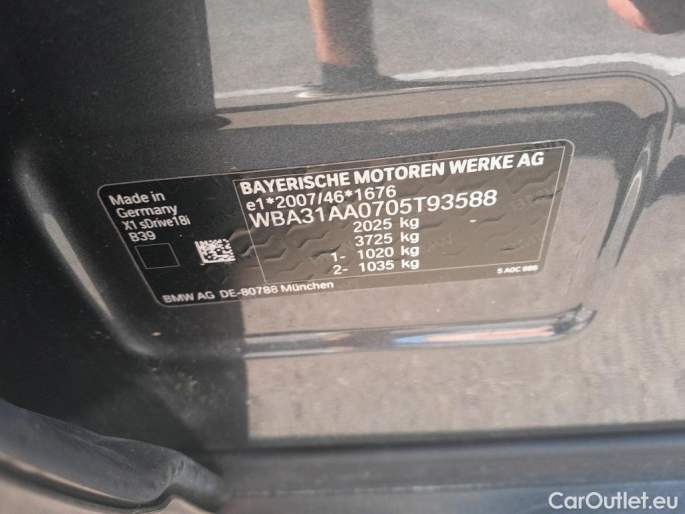 BAYERISCHE MOTOREN WERKE AG
e1*2007/46*1676
WBA31AA0705T93588
2025 kg
3725 kg
1- 1020 kg
2- 1035 kg
Made in
Germany
X1 sDrive18i
B39
BMW AG DE-80788 München
CarOutlet.eu